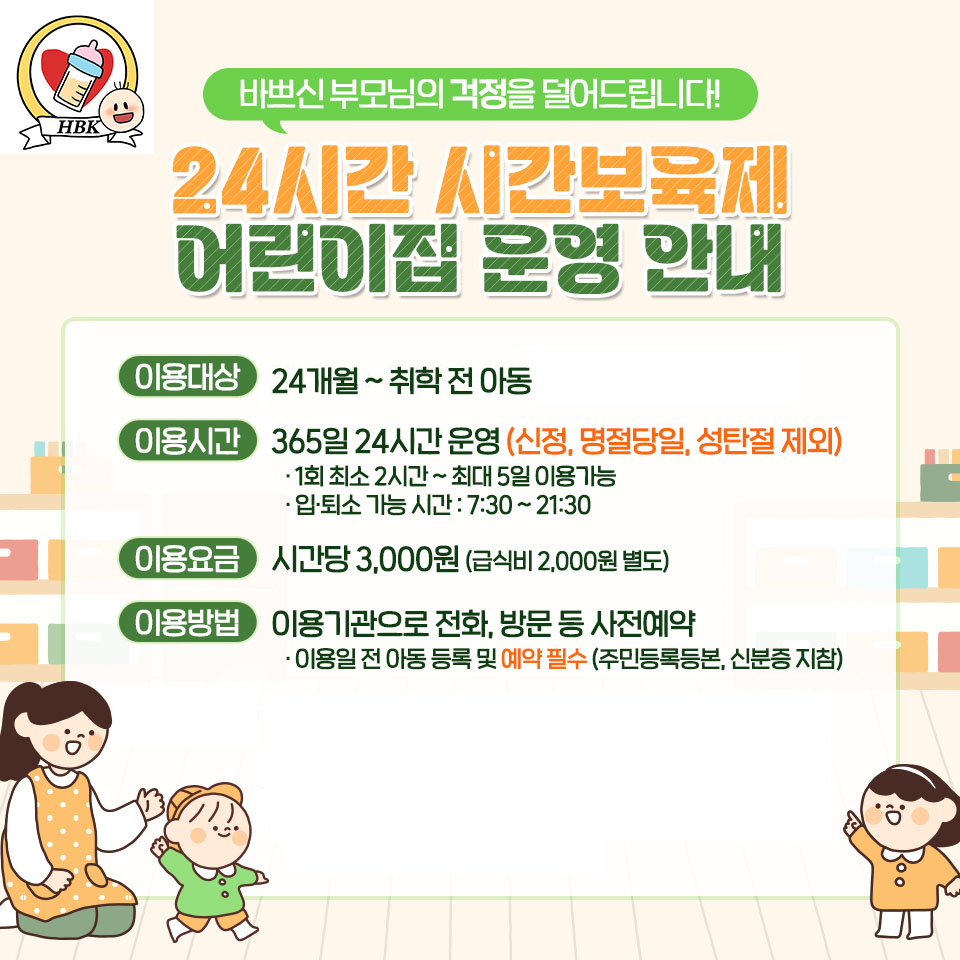 HBK
바쁘신 부모님의 걱정을 덜어드립니다!
24시간 시간보육제
어린이집 운영 안내
이용대상 24개월 ~ 취학 전 아동
이용시간 365일 24시간 운영 (신정, 명절당일, 성탄절 제외)
· 1회 최소 2시간 ~ 최대 5일 이용가능
· 입·퇴소 가능 시간 : 7:30 ~ 21:30
이용요금 시간당 3,000원 (급식비 2,000원 별도)
이용방법 이용기관으로 전화, 방문 등 사전예약
· 이용일 전 아동 등록 및 예약 필수 (주민등록등본, 신분증 지참)